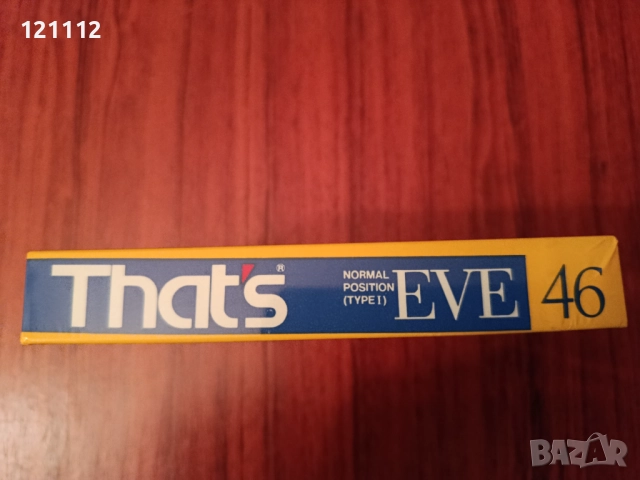 121112
That's®
NORMAL
POSITION
(TYPE I)
EVE
46
BAZAR